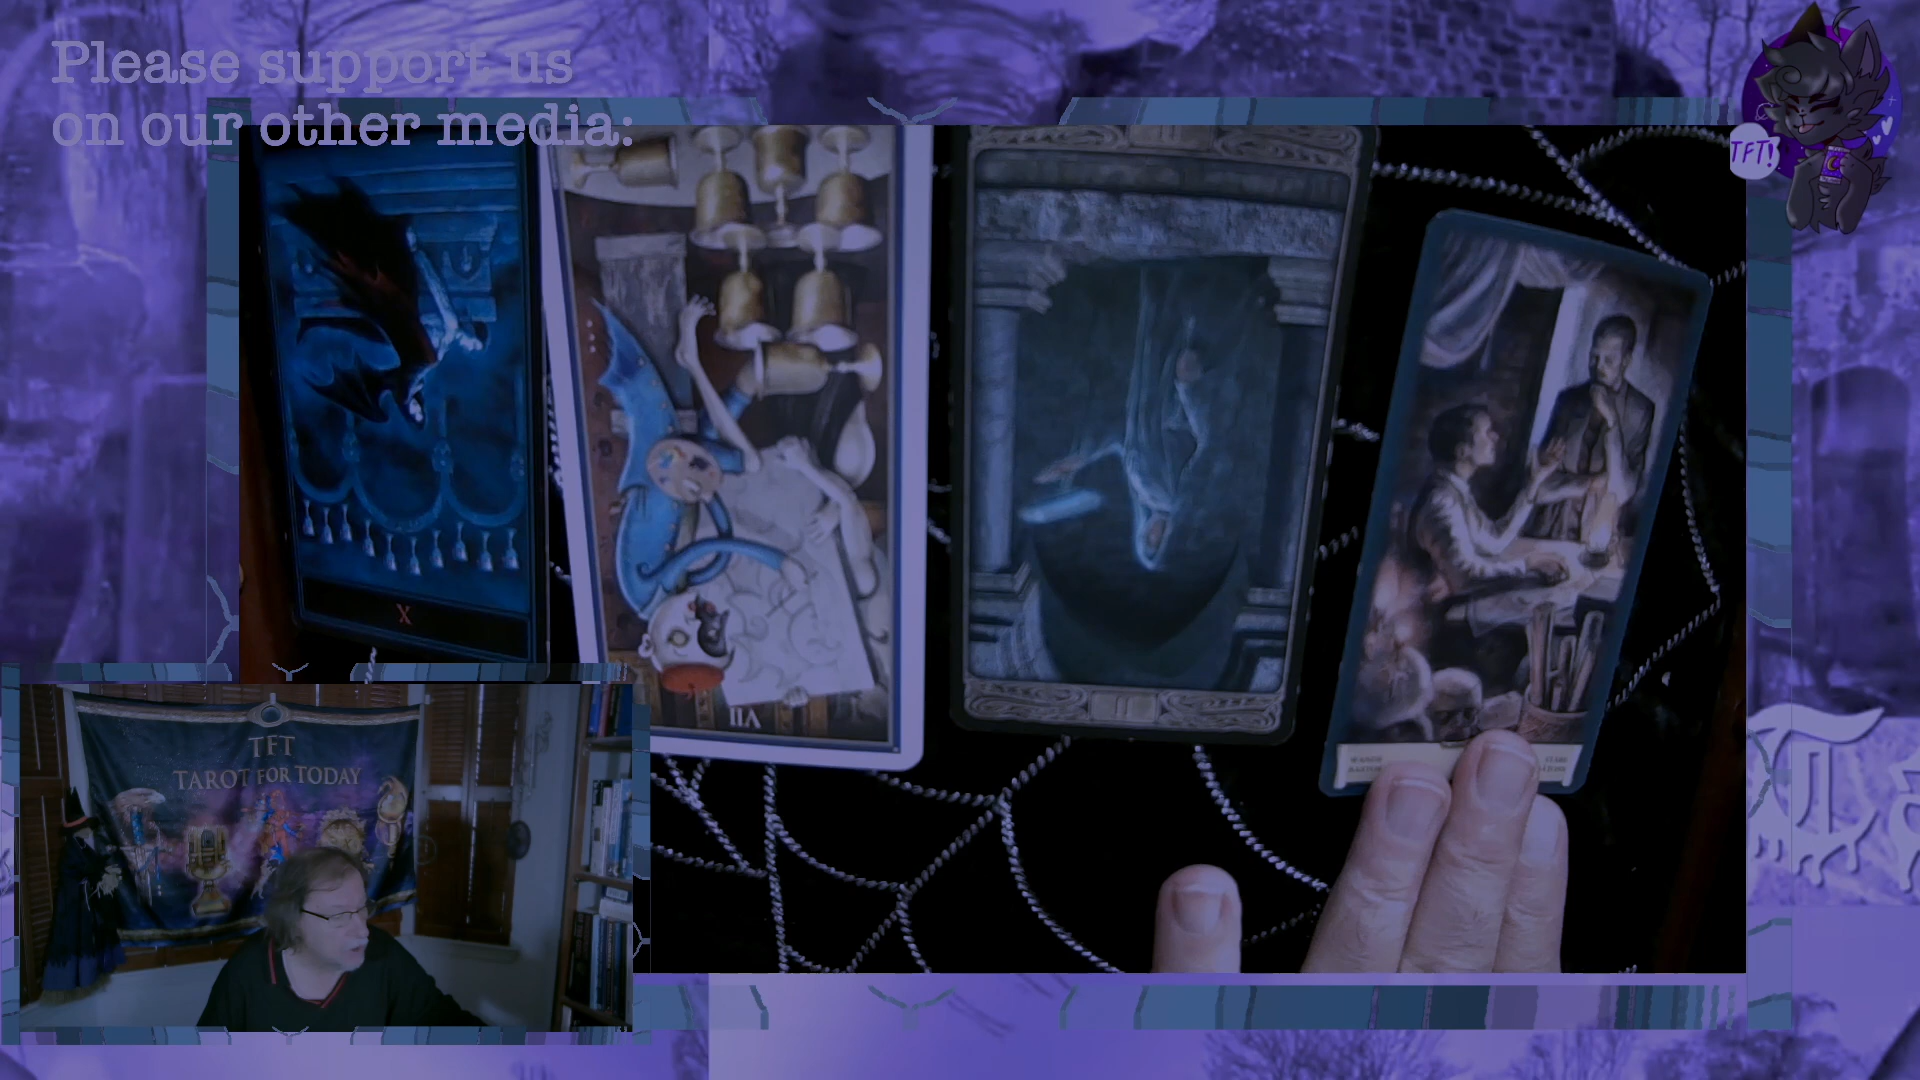 Please support us
on our other media:
TFT!
X
VII
TFT
TAROT FOR TODAY